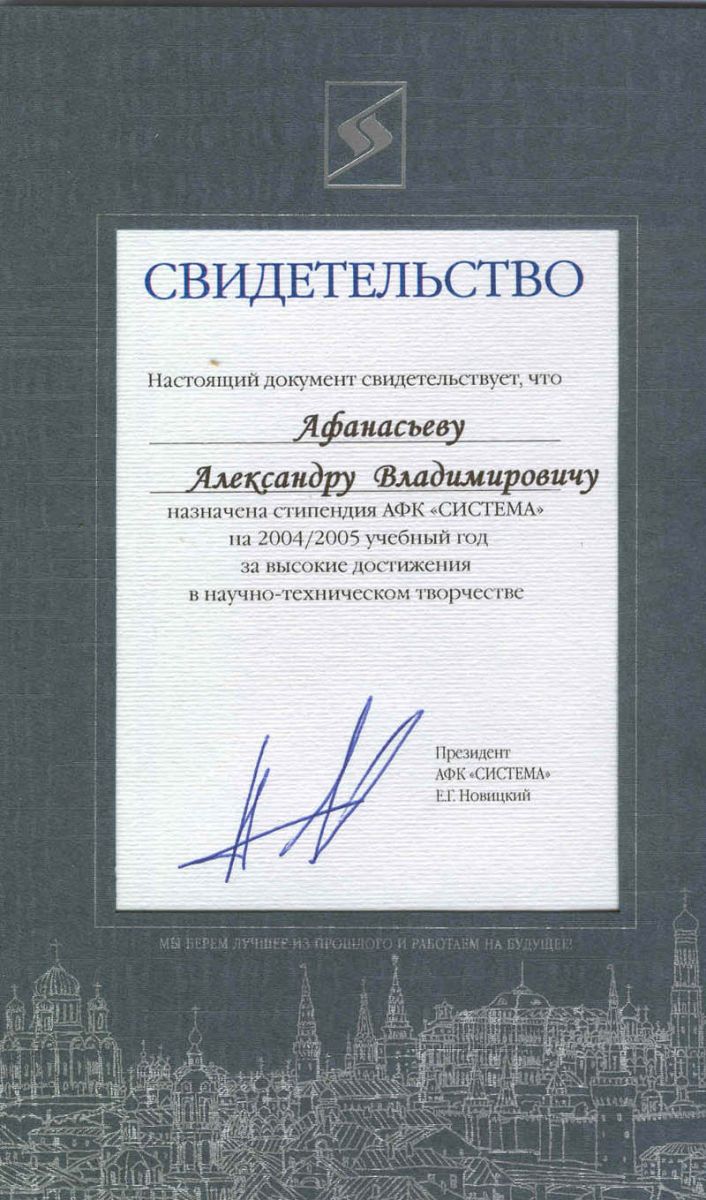 СВИДЕТЕЛЬСТВО
Настоящий документ свидетельствует, что
Афанасьеву
Александру Владимировичу
назначена стипендия АФК «СИСТЕМА»
на 2004/2005 учебный год
за высокие достижения
в научно-техническом творчестве
Президент
АФК «СИСТЕМА»
Е.Г. Новицкий
МЫ БЕРЕМ ЛУЧШЕЕ ИЗ ПРОШЛОГО И РАБОТАЕМ НА БУДУЩЕЕ!